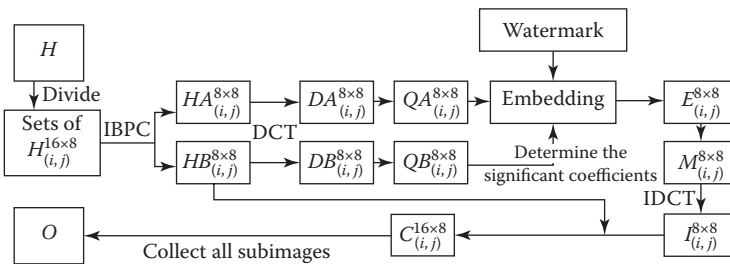 H
Watermark
Divide
Sets of
H^{16×8}_{(i, j)}
IBPC
HA^{8×8}_{(i, j)}
DA^{8×8}_{(i, j)}
QA^{8×8}_{(i, j)}
Embedding
E^{8×8}_{(i, j)}
DCT
HB^{8×8}_{(i, j)}
DB^{8×8}_{(i, j)}
QB^{8×8}_{(i, j)}
Determine the
significant coefficients
M^{8×8}_{(i, j)}
IDCT
O
Collect all subimages
C^{16×8}_{(i, j)}
I^{8×8}_{(i, j)}